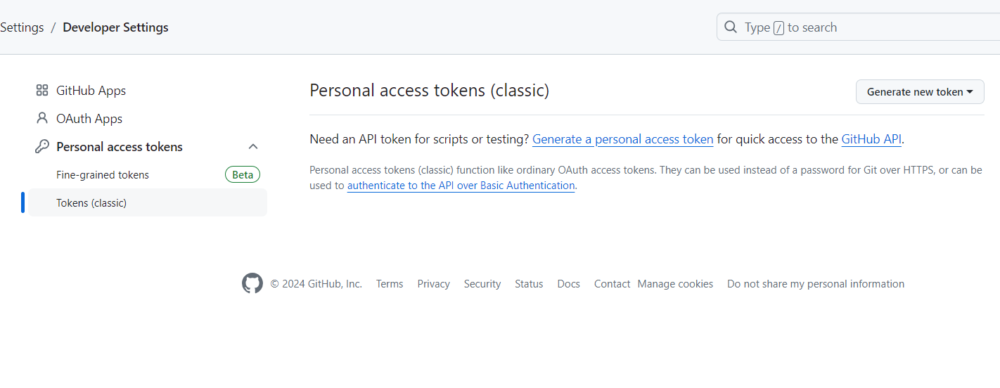 Settings / Developer Settings
Type / to search
GitHub Apps
OAuth Apps
Personal access tokens
Fine-grained tokens Beta
Tokens (classic)
Personal access tokens (classic)
Generate new token
Need an API token for scripts or testing? Generate a personal access token for quick access to the GitHub API.
Personal access tokens (classic) function like ordinary OAuth access tokens. They can be used instead of a password for Git over HTTPS, or can be
used to authenticate to the API over Basic Authentication.
© 2024 GitHub, Inc. Terms Privacy Security Status Docs Contact Manage cookies Do not share my personal information